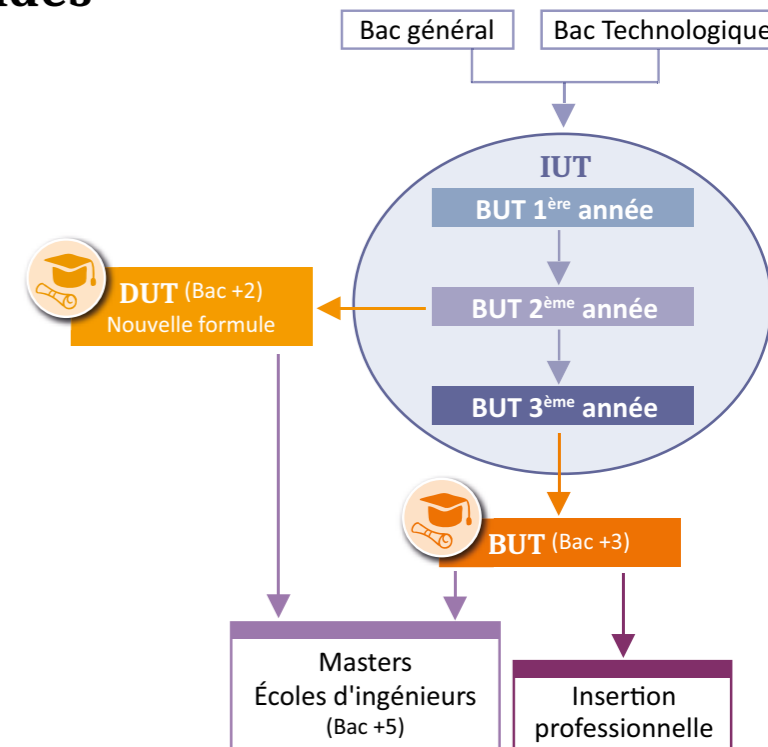 Bac général
Bac Technologique
IUT
BUT 1ère année
DUT (Bac +2)
Nouvelle formule
BUT 2ème année
BUT 3ème année
BUT (Bac +3)
Masters
Écoles d'ingénieurs
(Bac +5)
Insertion
professionnelle